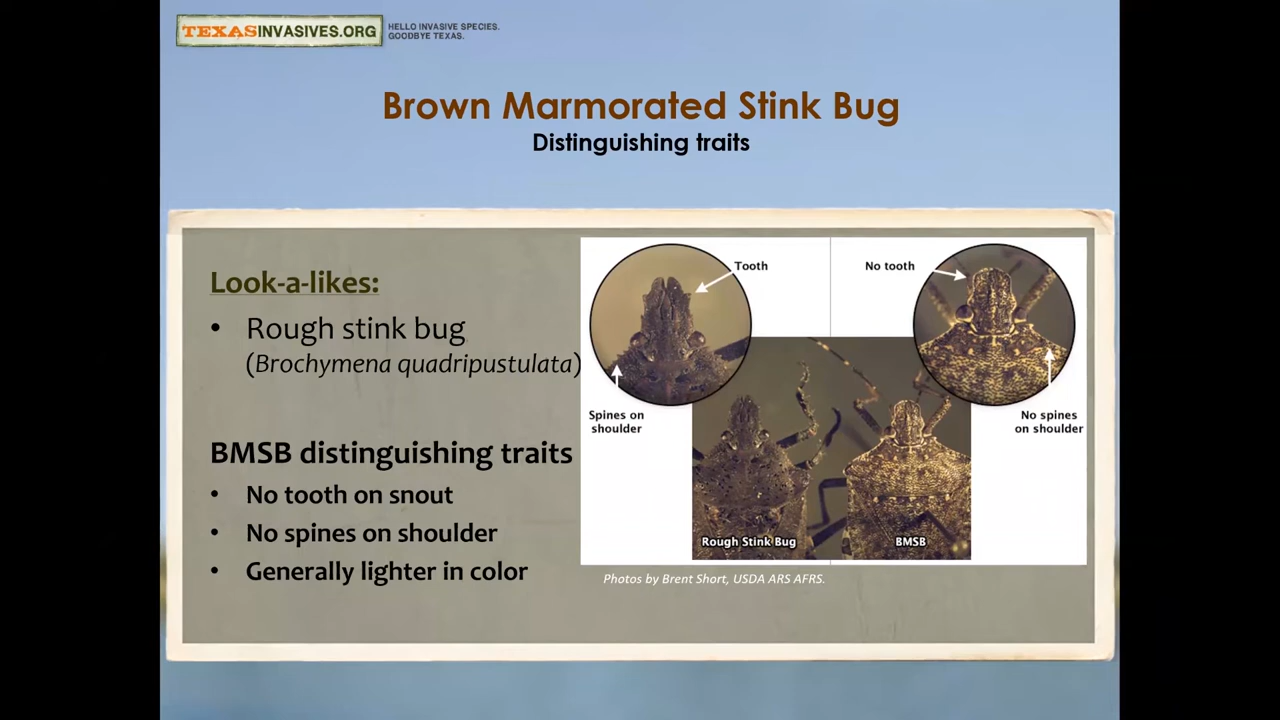 TEXASINVASIVES.ORG
HELLO INVASIVE SPECIES.
GOODBYE TEXAS.
Brown Marmorated Stink Bug
Distinguishing traits
Look-a-likes:
• Rough stink bug
(Brochymena quadripustulata)
BMSB distinguishing traits
• No tooth on snout
• No spines on shoulder
• Generally lighter in color
Tooth
No tooth
Spines on
shoulder
No spines
on shoulder
Rough Stink Bug
BMSB
Photos by Brent Short, USDA ARS AFRS.